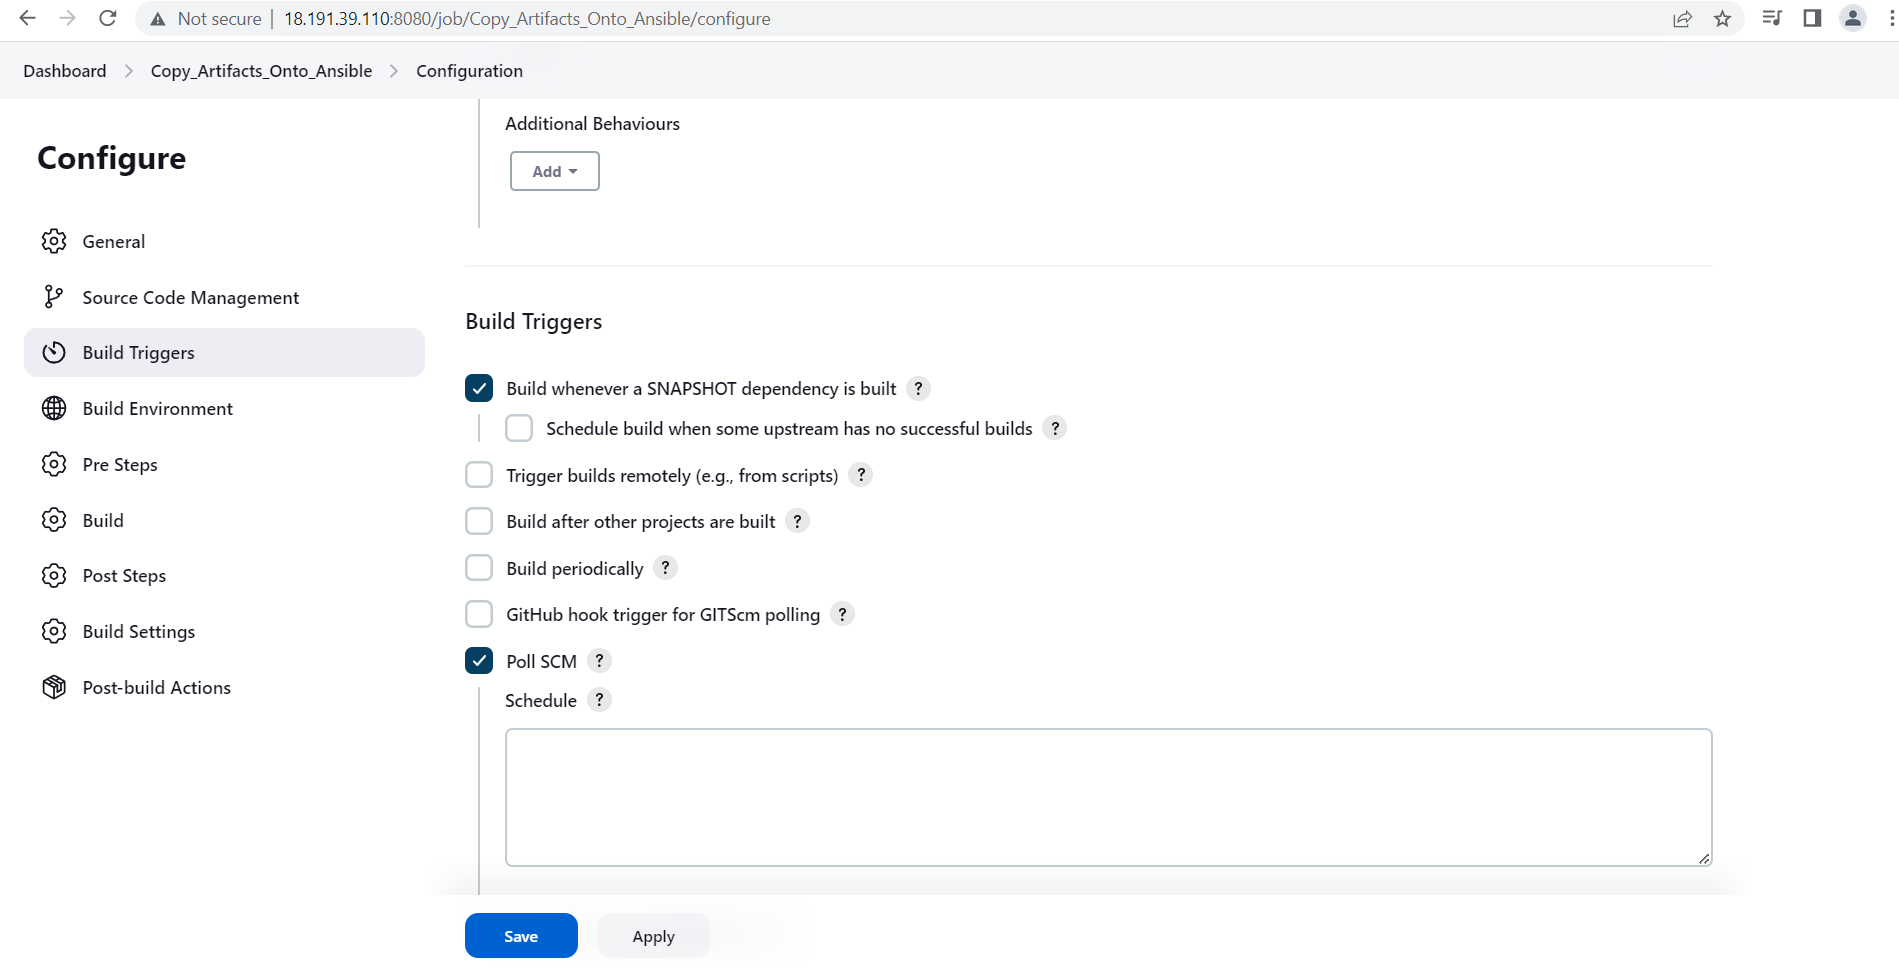 Not secure | 18.191.39.110:8080/job/Copy_Artifacts_Onto_Ansible/configure
Dashboard > Copy_Artifacts_Onto_Ansible > Configuration
Configure
General
Source Code Management
Build Triggers
Build Environment
Pre Steps
Build
Post Steps
Build Settings
Post-build Actions
Additional Behaviours
Add
Build Triggers
Build whenever a SNAPSHOT dependency is built ?
Schedule build when some upstream has no successful builds ?
Trigger builds remotely (e.g., from scripts) ?
Build after other projects are built ?
Build periodically ?
GitHub hook trigger for GITScm polling ?
Poll SCM ?
Schedule ?
Save
Apply